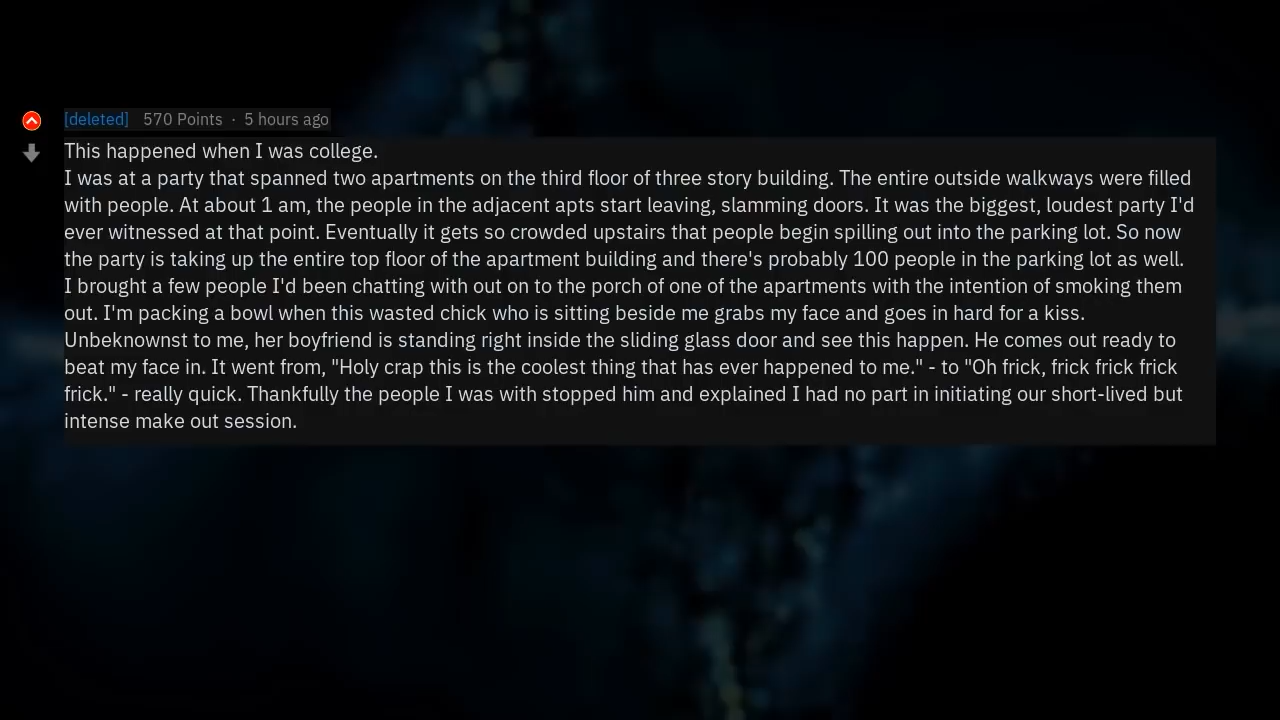 [deleted] 570 Points · 5 hours ago
This happened when I was college.
I was at a party that spanned two apartments on the third floor of three story building. The entire outside walkways were filled
with people. At about 1 am, the people in the adjacent apts start leaving, slamming doors. It was the biggest, loudest party I'd
ever witnessed at that point. Eventually it gets so crowded upstairs that people begin spilling out into the parking lot. So now
the party is taking up the entire top floor of the apartment building and there's probably 100 people in the parking lot as well.
I brought a few people I'd been chatting with out on to the porch of one of the apartments with the intention of smoking them
out. I'm packing a bowl when this wasted chick who is sitting beside me grabs my face and goes in hard for a kiss.
Unbeknownst to me, her boyfriend is standing right inside the sliding glass door and see this happen. He comes out ready to
beat my face in. It went from, "Holy crap this is the coolest thing that has ever happened to me." - to "Oh frick, frick frick frick
frick." - really quick. Thankfully the people I was with stopped him and explained I had no part in initiating our short-lived but
intense make out session.